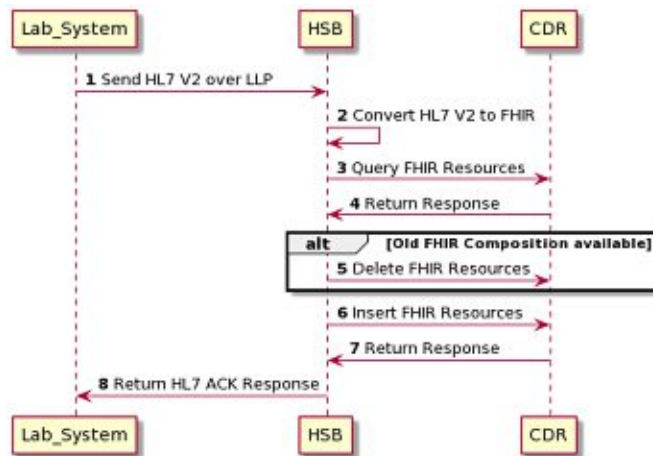 Lab_System HSB CDR
1 Send HL7 V2 over LLP
2 Convert HL7 V2 to FHIR
3 Query FHIR Resources
4 Return Response
alt [Old FHIR Composition available]
5 Delete FHIR Resources
6 Insert FHIR Resources
7 Return Response
8 Return HL7 ACK Response
Lab_System HSB CDR